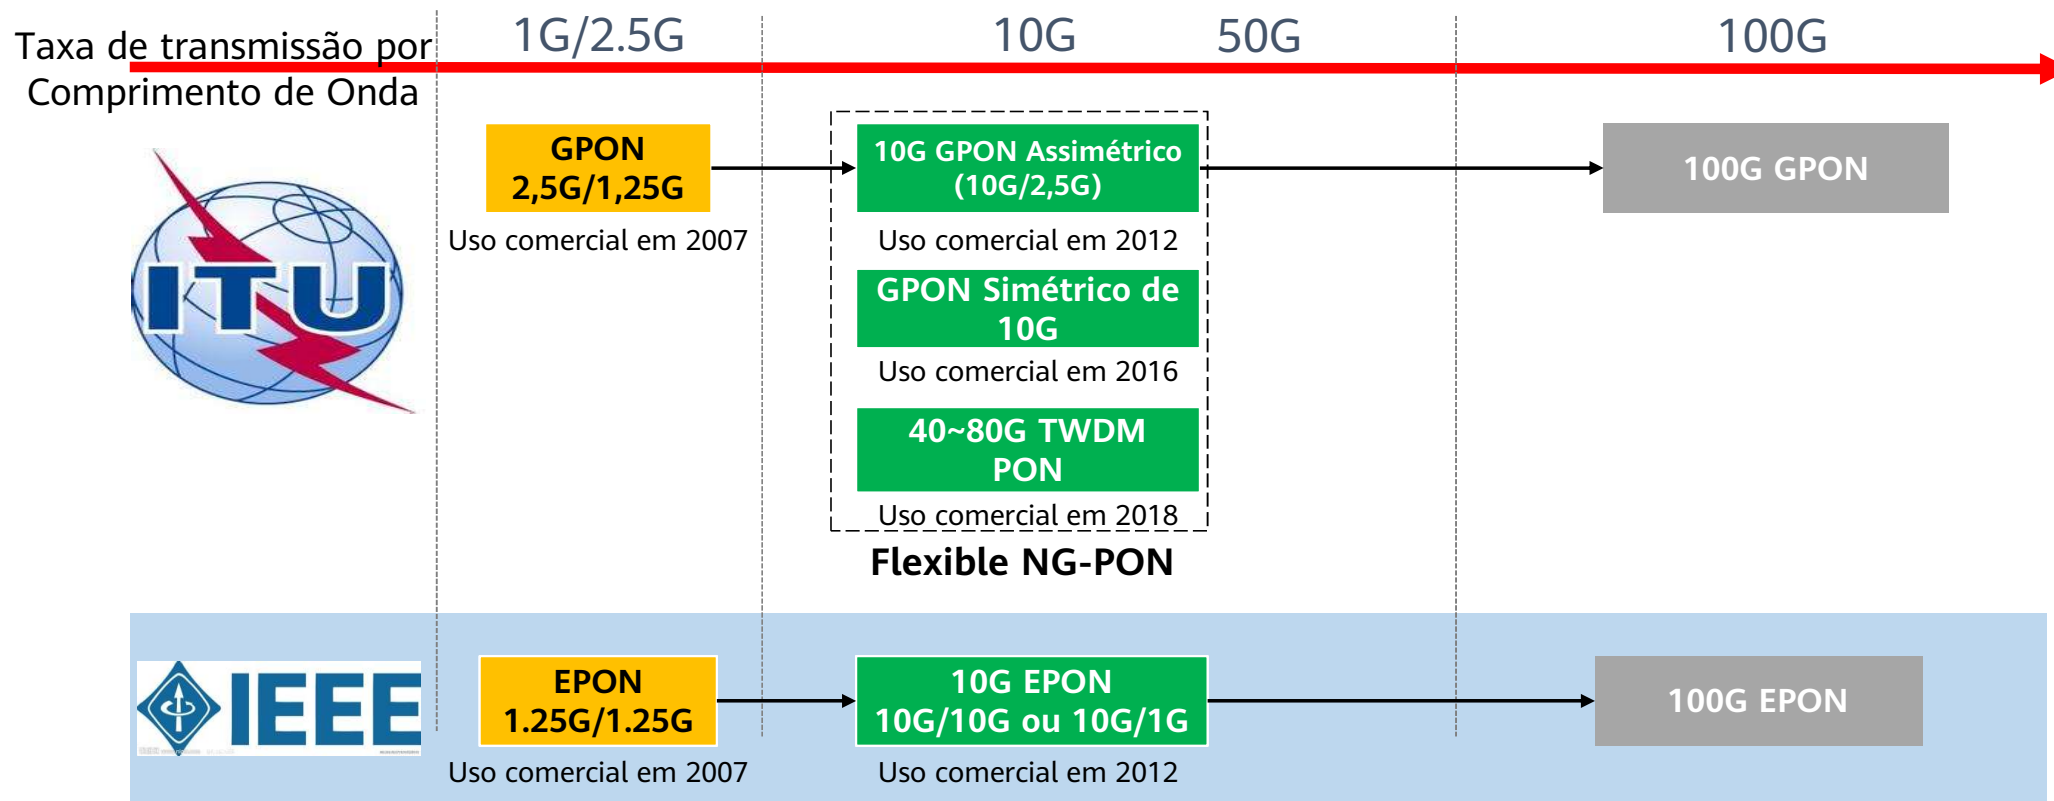 Taxa de transmissão por
Comprimento de Onda
1G/2.5G
10G
50G
100G
ITU
GPON
2,5G/1,25G
Uso comercial em 2007
10G GPON Assimétrico
(10G/2,5G)
Uso comercial em 2012
GPON Simétrico de
10G
Uso comercial em 2016
40~80G TWDM
PON
Uso comercial em 2018
Flexible NG-PON
100G GPON
IEEE
EPON
1.25G/1.25G
Uso comercial em 2007
10G EPON
10G/10G ou 10G/1G
Uso comercial em 2012
100G EPON